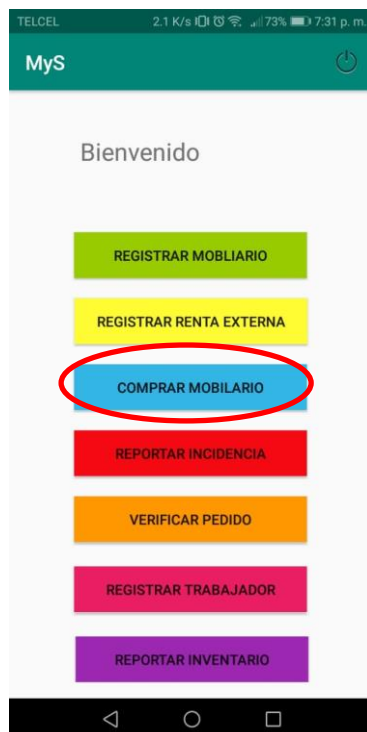 TELCEL 2.1 K/s 73% 7:31 p. m.
MyS
Bienvenido
REGISTRAR MOBLIARIO
REGISTRAR RENTA EXTERNA
COMPRAR MOBILARIO
REPORTAR INCIDENCIA
VERIFICAR PEDIDO
REGISTRAR TRABAJADOR
REPORTAR INVENTARIO